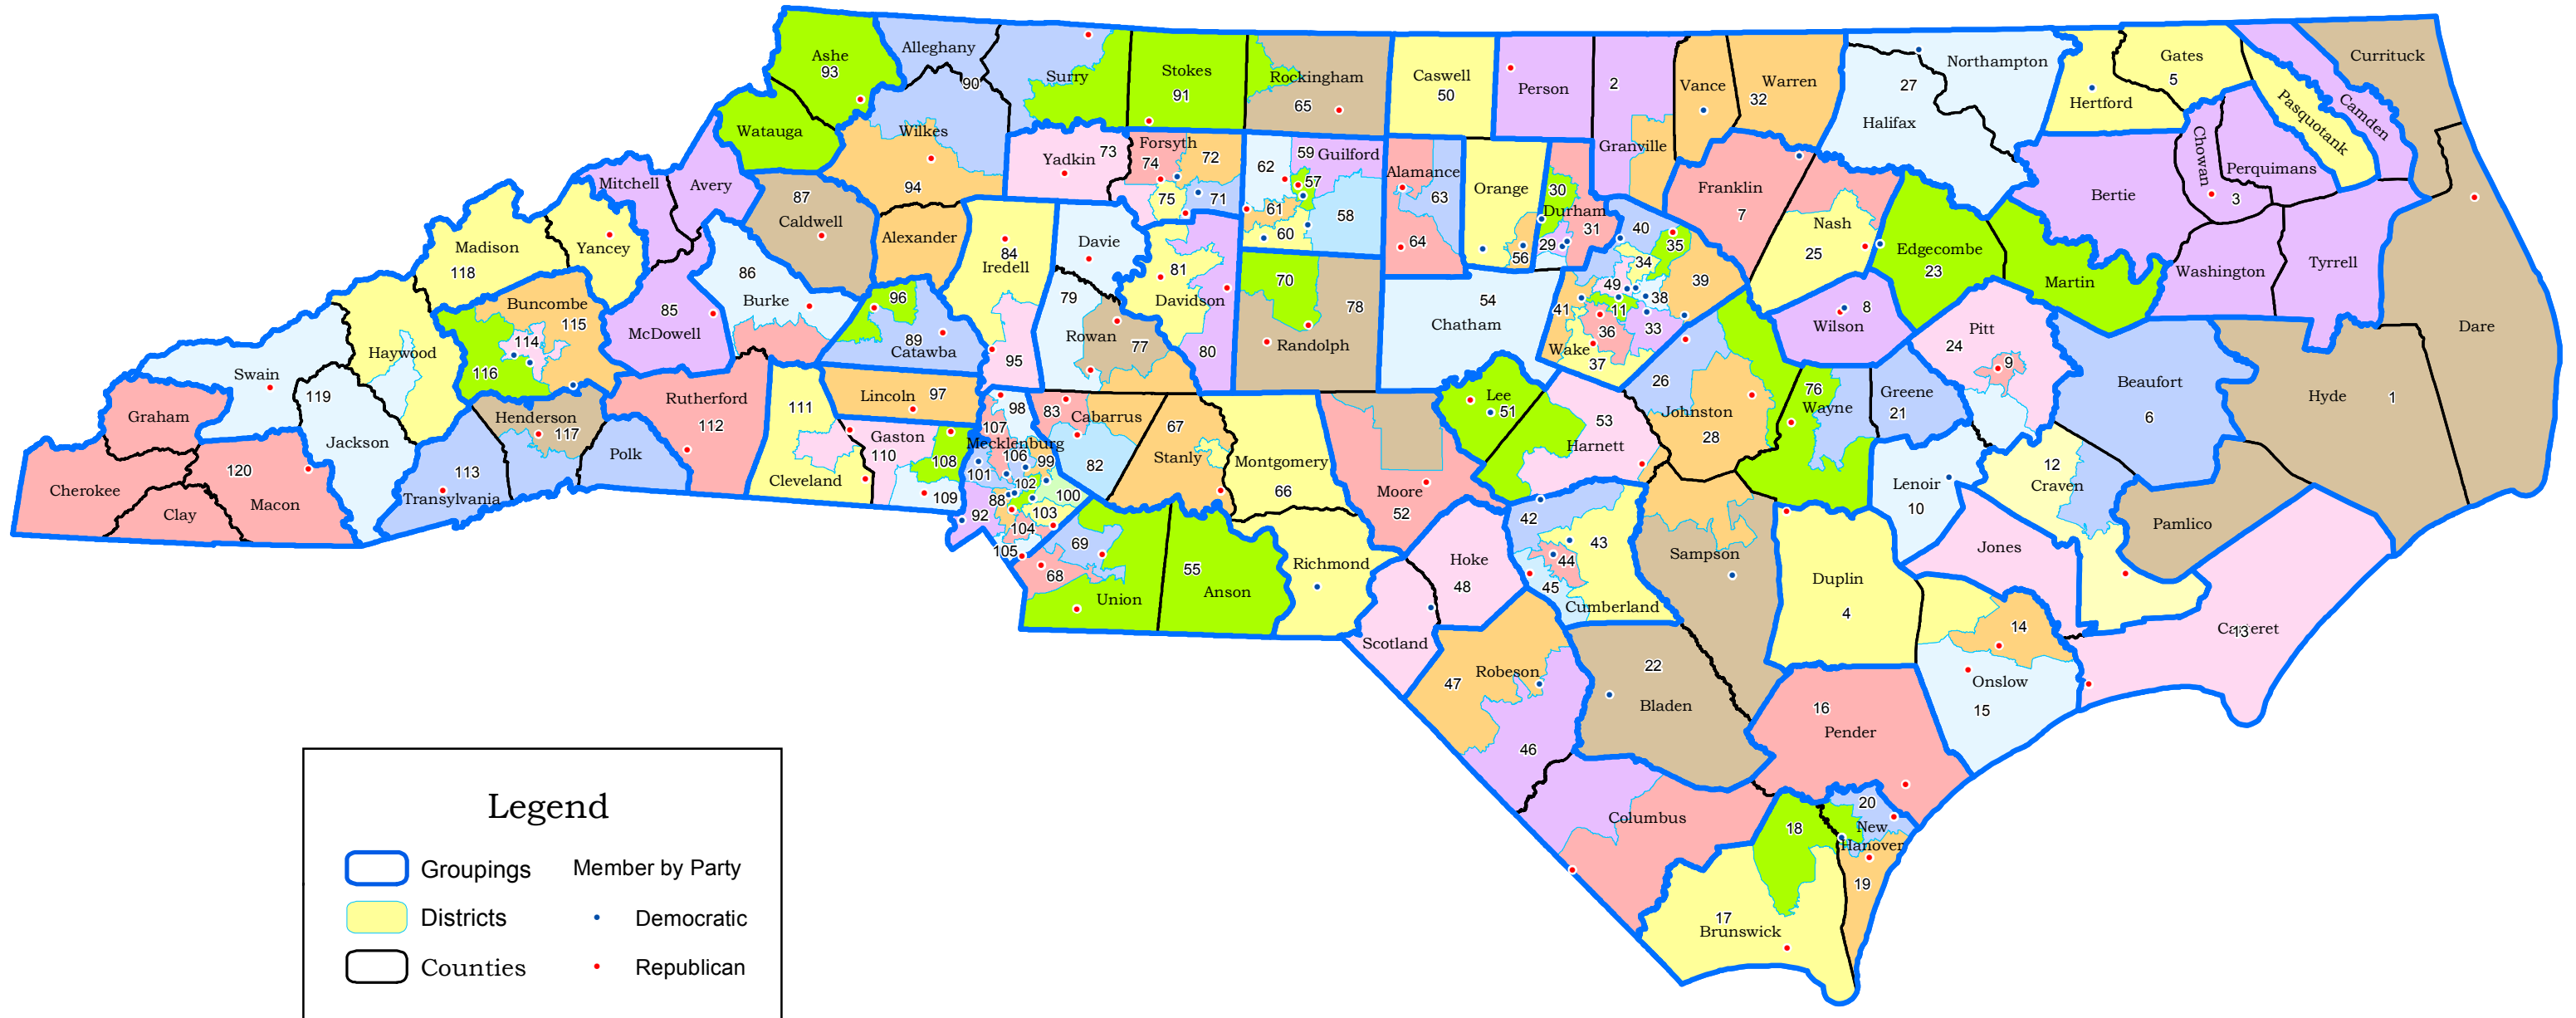 Ashe
93
Alleghany
90
Surry
Stokes
91
Rockingham
65
Caswell
50
Person
2
Granville
Vance
Warren
32
Northampton
27
Halifax
Gates
5
Hertford
Pasquotank
Camden
Currituck
Watauga
Wilkes
94
Yadkin
73
Forsyth
74
72
75
71
62
59
Guilford
57
61
58
60
Alamance
63
64
Orange
56
30
Durham
31
29
Franklin
7
Nash
25
Edgecombe
23
Martin
Bertie
Chowan
Perquimans
3
Washington
Tyrrell
Dare
Mitchell
Avery
87
Caldwell
Alexander
84
Iredell
Davie
79
81
Davidson
80
70
78
Randolph
54
Chatham
40
35
34
39
49
38
11
41
33
36
Wake
37
8
Wilson
Pitt
24
9
Madison
118
Yancey
Buncombe
115
114
116
85
McDowell
86
Burke
96
89
Catawba
95
Rowan
77
Haywood
Swain
119
Jackson
Graham
Cherokee
Clay
120
Macon
Henderson
117
113
Transylvania
Polk
Rutherford
112
111
Cleveland
Lincoln
97
Gaston
110
108
109
98
107
Mecklenburg
106
99
101
102
100
88
103
92
104
105
83
Cabarrus
82
67
Stanly
Montgomery
66
Moore
52
Lee
51
53
Harnett
26
Johnston
28
76
Wayne
Greene
21
Lenoir
10
Beaufort
6
Hyde
1
12
Craven
Pamlico
Jones
Carteret
13
69
68
Union
55
Anson
Richmond
Scotland
Hoke
48
42
43
44
45
Cumberland
Sampson
Duplin
4
14
Onslow
15
47
Robeson
46
22
Bladen
16
Pender
Columbus
18
20
New
Hanover
19
17
Brunswick
Legend
Groupings
Member by Party
Districts
Democratic
Counties
Republican